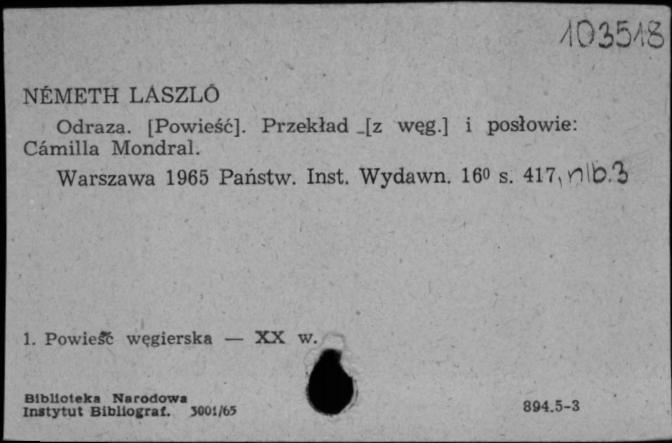 103518
NÉMETH LÁSZLÓ
Odraza. [Powieść]. Przekład [z węg.] i posłowie:
Cámilla Mondral.
Warszawa 1965 Państw. Inst. Wydawn. 16⁰ s. 417, nlb.3
1. Powieść węgierska — XX w.
Biblioteka Narodowa
Instytut Bibliograf. 3001/65
894.5-3